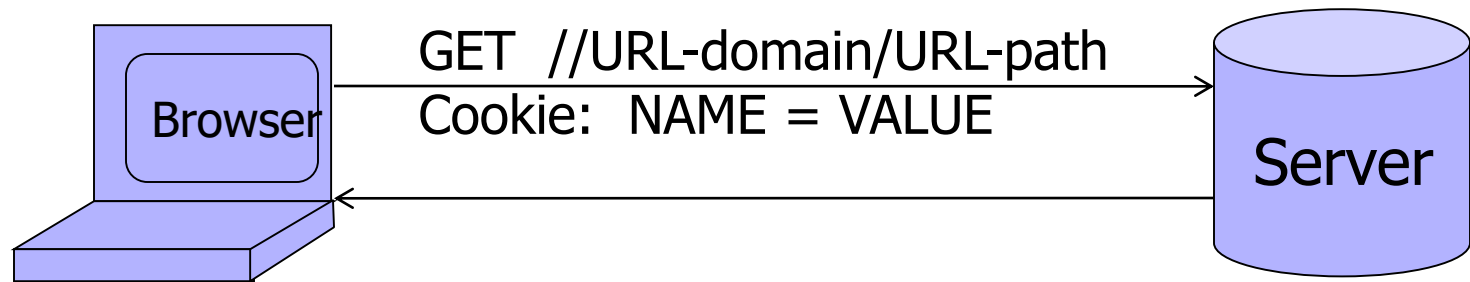 GET //URL-domain/URL-path
Cookie: NAME = VALUE
Browser
Server